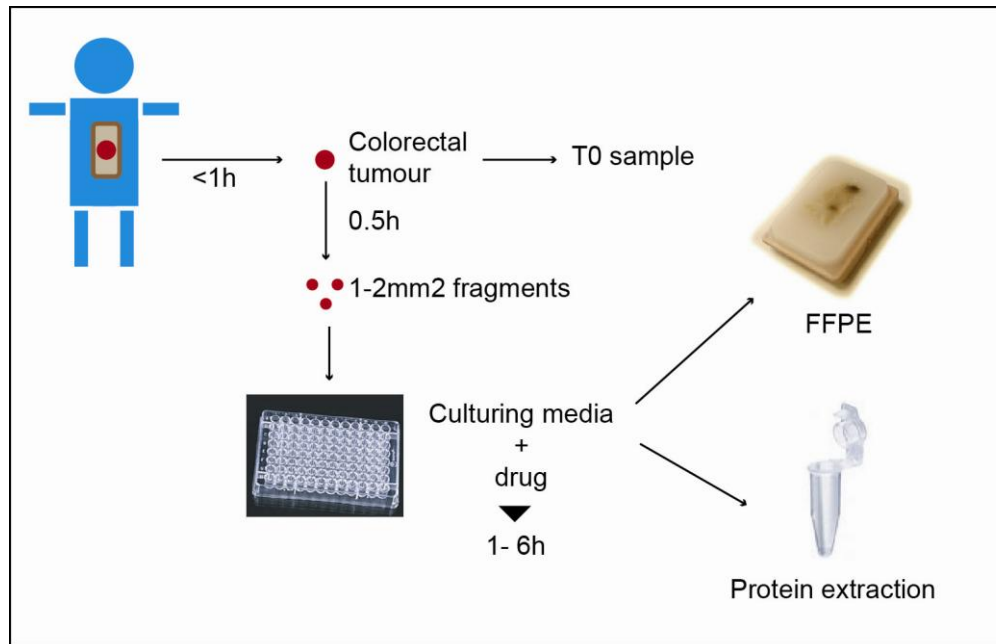 <1h
Colorectal
tumour
T0 sample
0.5h
1-2mm2 fragments
FFPE
Culturing media
+
drug
1- 6h
Protein extraction